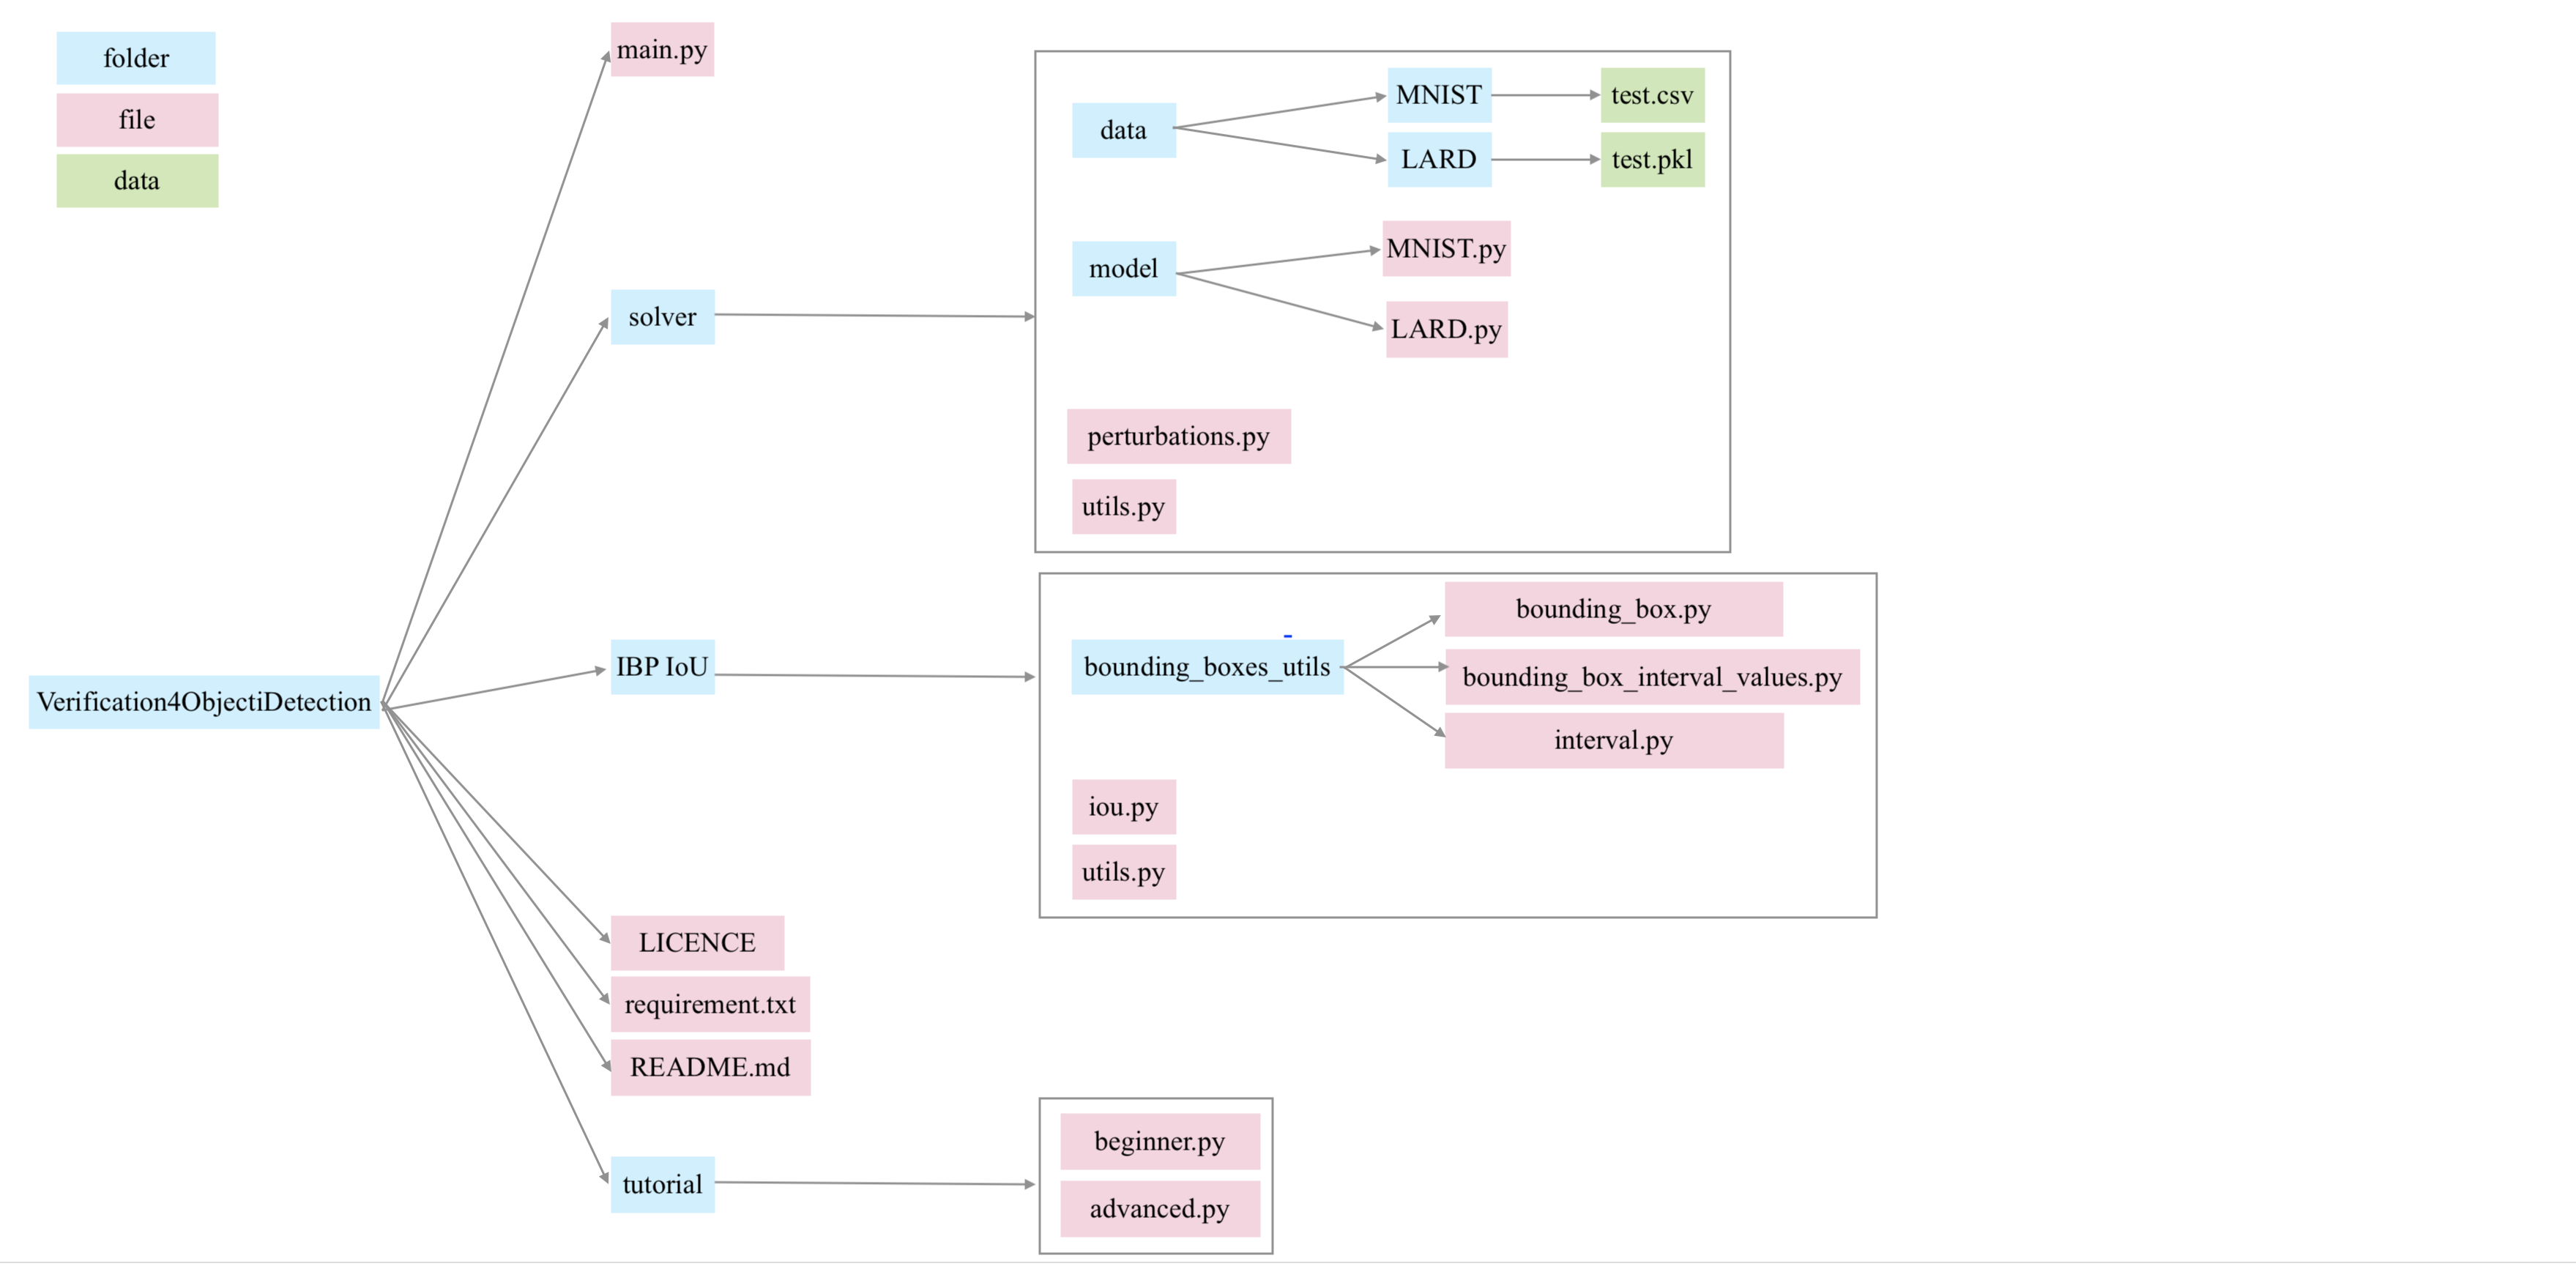 folder
file
data
Verification4ObjectiDetection
main.py
solver
IBP IoU
LICENCE
requirement.txt
README.md
tutorial
data
MNIST
test.csv
LARD
test.pkl
model
MNIST.py
LARD.py
perturbations.py
utils.py
bounding_boxes_utils
bounding_box.py
bounding_box_interval_values.py
interval.py
iou.py
utils.py
beginner.py
advanced.py